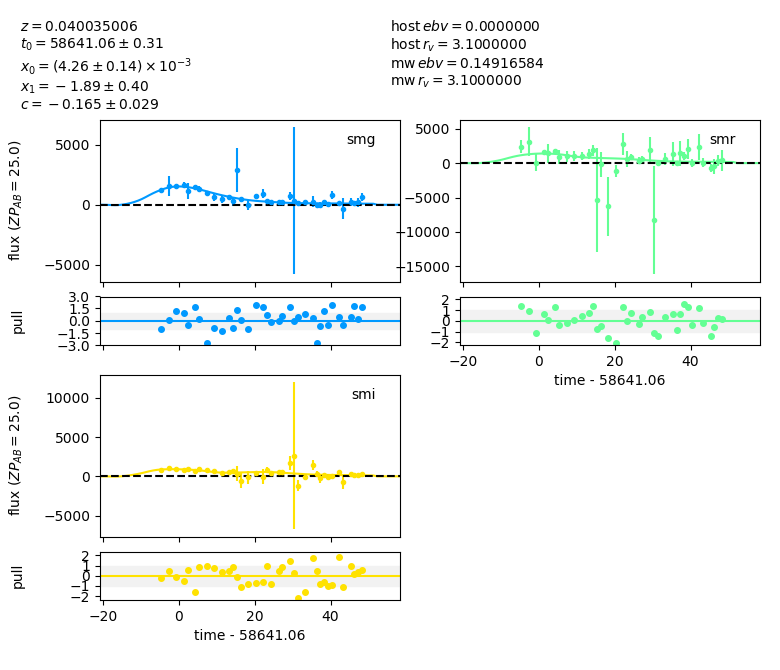 z = 0.040035006
t0 = 58641.06 ± 0.31
x0 = (4.26 ± 0.14) × 10−3
x1 = − 1.89 ± 0.40
c = − 0.165 ± 0.029
host ebv = 0.0000000
host rv = 3.1000000
mw ebv = 0.14916584
mw rv = 3.1000000
smg
5000
0
−5000
flux (ZPAB = 25.0)
smr
5000
0
−5000
−10000
−15000
3.0
1.5
0.0
−1.5
−3.0
pull
2
1
0
−1
−2
−20 0 20 40
time - 58641.06
smi
10000
5000
0
−5000
flux (ZPAB = 25.0)
2
1
0
−1
−2
pull
−20 0 20 40
time - 58641.06